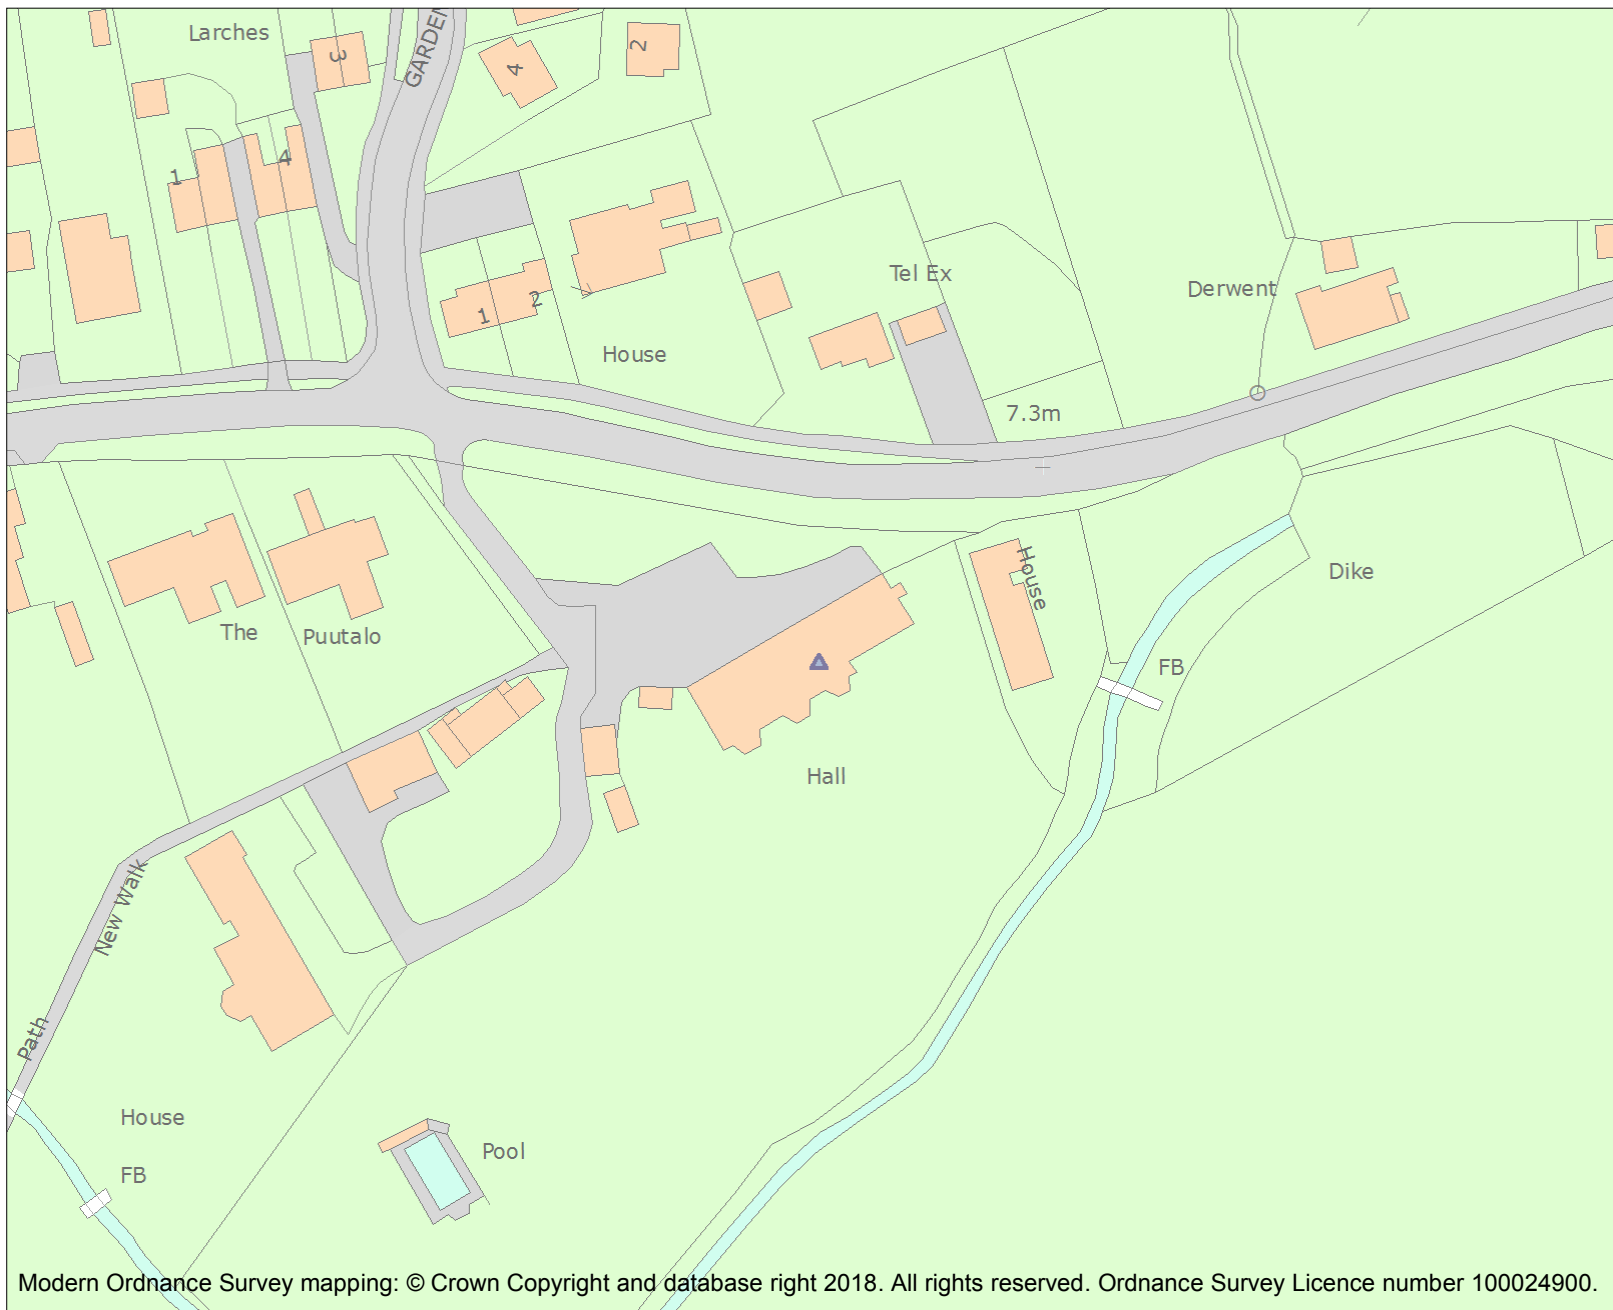 Larches
3
GARDEN
4
2
1
4
1
2
House
Tel Ex
Derwent
7.3m
The
Puutalo
House
Dike
FB
Hall
New Walk
Path
House
FB
Pool
Modern Ordnance Survey mapping: © Crown Copyright and database right 2018. All rights reserved. Ordnance Survey Licence number 100024900.